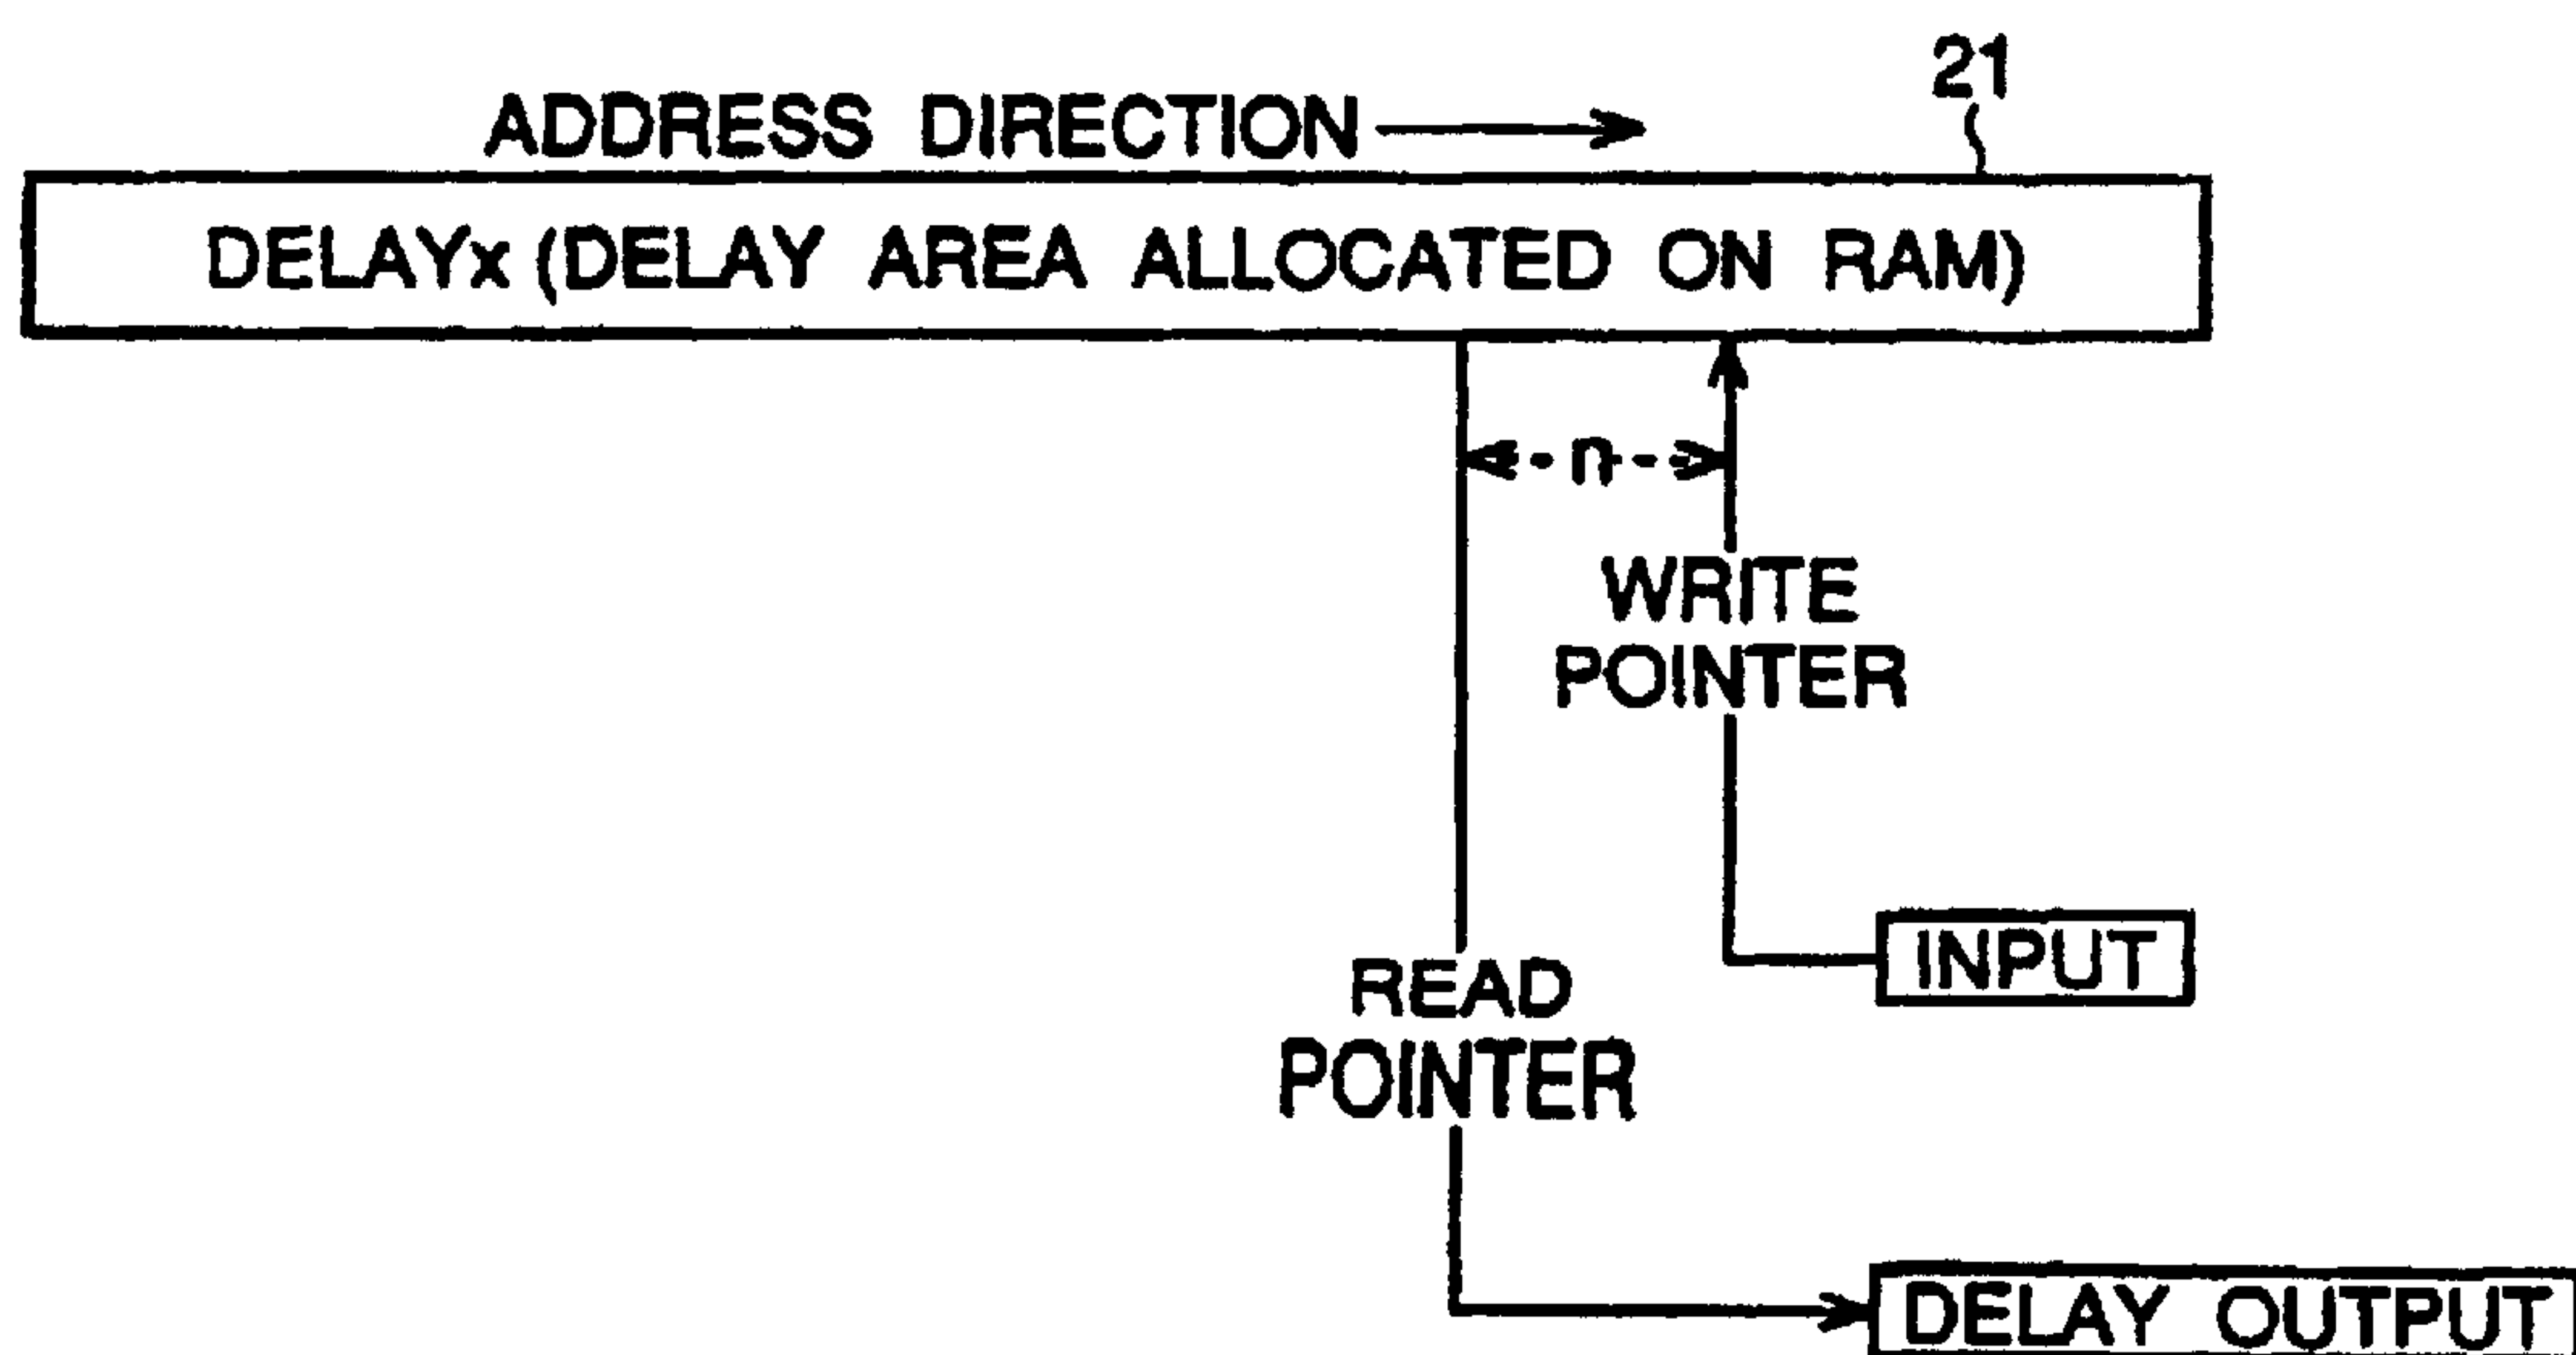 21
ADDRESS DIRECTION
DELAYx (DELAY AREA ALLOCATED ON RAM)
n
WRITE
POINTER
INPUT
READ
POINTER
DELAY OUTPUT